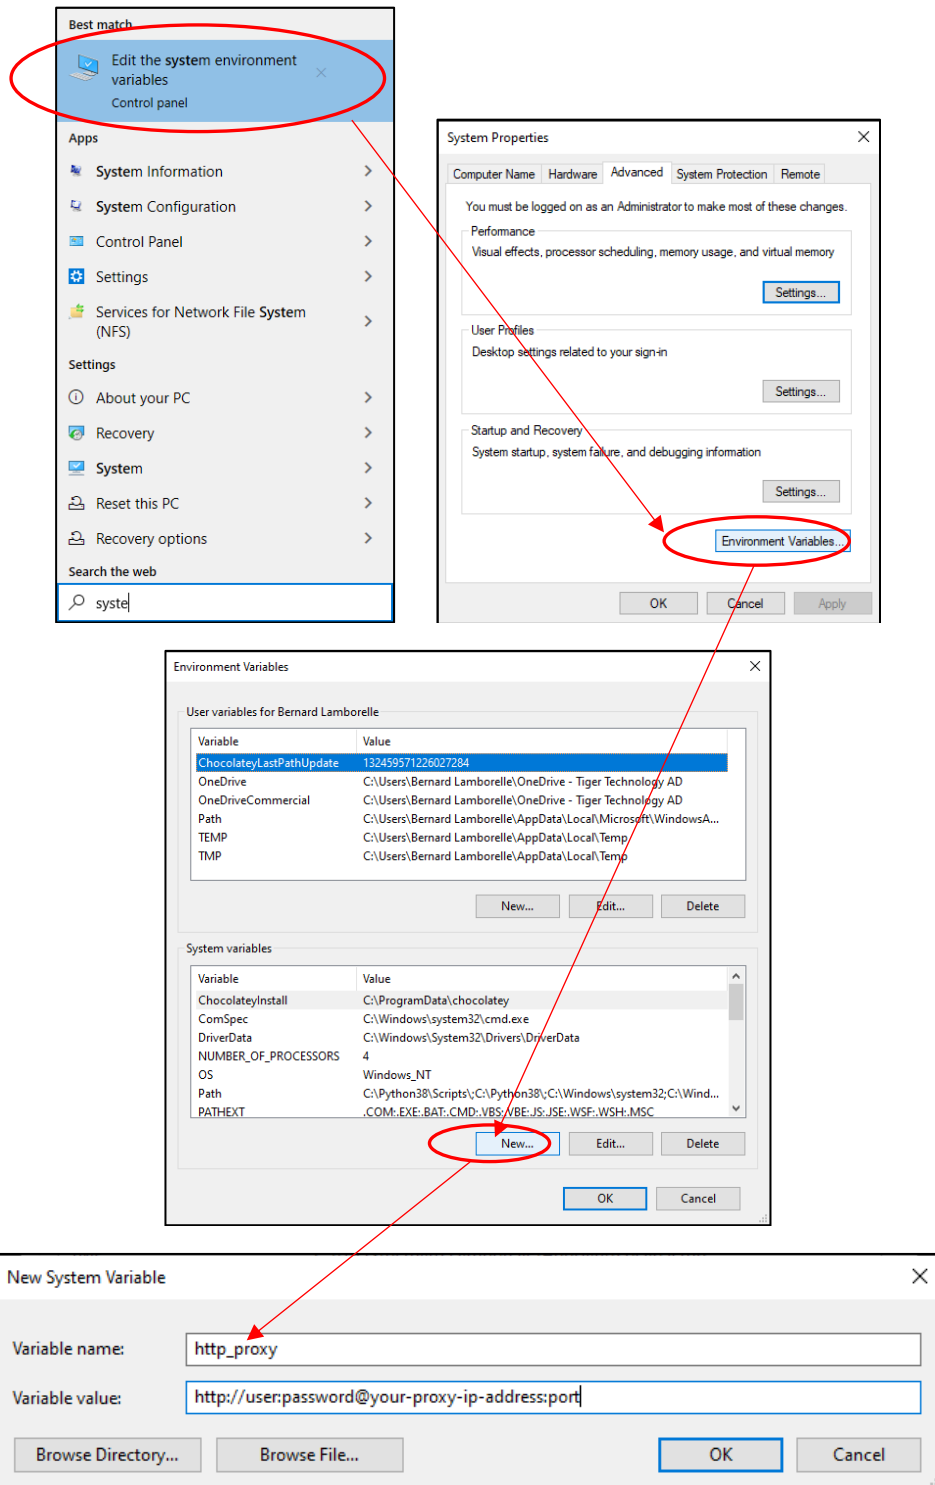 Best match
Edit the system environment
variables
Control panel
Apps
System Information
System Configuration
Control Panel
Settings
Services for Network File System
(NFS)
Settings
About your PC
Recovery
System
Reset this PC
Recovery options
Search the web
syste
System Properties
Computer Name Hardware Advanced System Protection Remote
You must be logged on as an Administrator to make most of these changes.
Performance
Visual effects, processor scheduling, memory usage, and virtual memory
Settings...
User Profiles
Desktop settings related to your sign-in
Settings...
Startup and Recovery
System startup, system failure, and debugging information
Settings...
Environment Variables...
OK Cancel Apply
Environment Variables
User variables for Bernard Lamborelle
Variable Value
ChocolateyLastPathUpdate 132459571226027284
OneDrive C:\Users\Bernard Lamborelle\OneDrive - Tiger Technology AD
OneDriveCommercial C:\Users\Bernard Lamborelle\OneDrive - Tiger Technology AD
Path C:\Users\Bernard Lamborelle\AppData\Local\Microsoft\WindowsA...
TEMP C:\Users\Bernard Lamborelle\AppData\Local\Temp
TMP C:\Users\Bernard Lamborelle\AppData\Local\Temp
New... Edit... Delete
System variables
Variable Value
ChocolateyInstall C:\ProgramData\chocolatey
ComSpec C:\Windows\system32\cmd.exe
DriverData C:\Windows\System32\Drivers\DriverData
NUMBER_OF_PROCESSORS 4
OS Windows_NT
Path C:\Python38\Scripts\;C:\Python38\;C:\Windows\system32;C:\Wind...
PATHEXT .COM;.EXE;.BAT;.CMD;.VBS;.VBE;.JS;.JSE;.WSF;.WSH;.MSC
New... Edit... Delete
OK Cancel
New System Variable
Variable name: http_proxy
Variable value: http://user:password@your-proxy-ip-address:port
Browse Directory... Browse File... OK Cancel